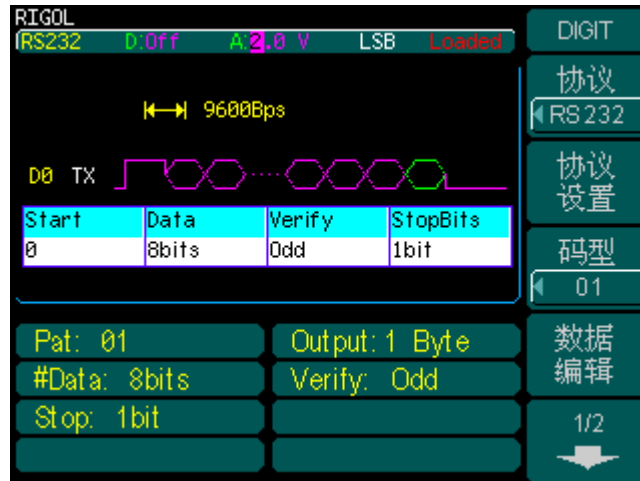 RIGOL
RS232 D:Off A:2.0 V LSB Loaded
9600Bps
D0 TX
Start Data Verify StopBits
0 8bits Odd 1bit
Pat: 01 Output: 1 Byte
#Data: 8bits Verify: Odd
Stop: 1bit
DIGIT
协议
RS232
协议
设置
码型
01
数据
编辑
1/2